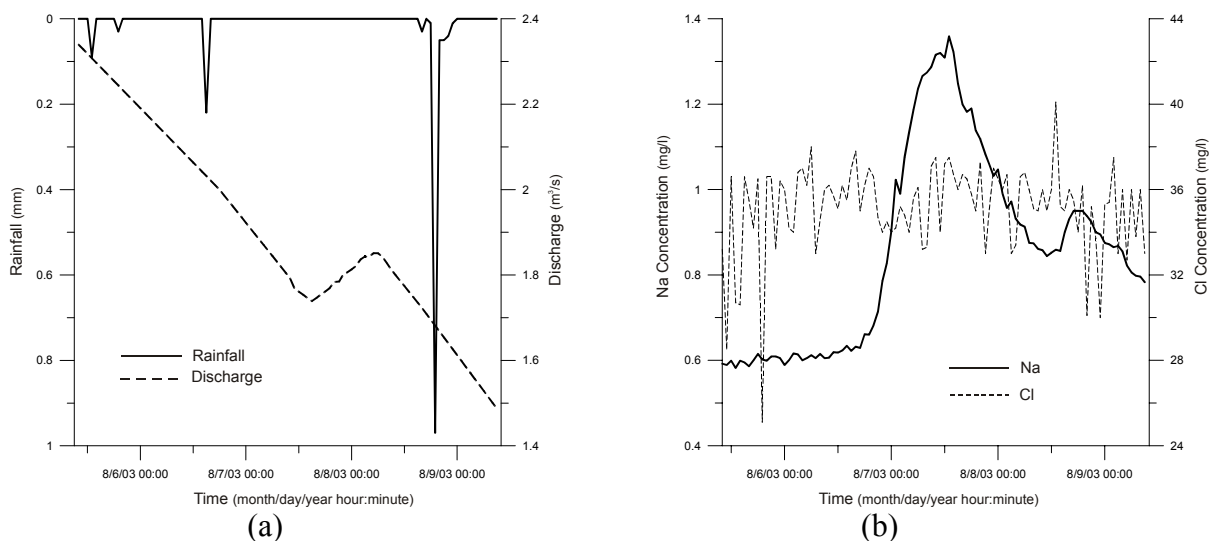 0
0.2
0.4
0.6
0.8
1
Rainfall (mm)
2.4
2.2
2
1.8
1.6
1.4
Discharge (m³/s)
Rainfall
Discharge
8/6/03 00:00 8/7/03 00:00 8/8/03 00:00 8/9/03 00:00
Time (month/day/year hour:minute)
(a)
1.4
1.2
1
0.8
0.6
0.4
Na Concentration (mg/l)
44
40
36
32
28
24
Cl Concentration (mg/l)
Na
Cl
8/6/03 00:00 8/7/03 00:00 8/8/03 00:00 8/9/03 00:00
Time (month/day/year hour:minute)
(b)